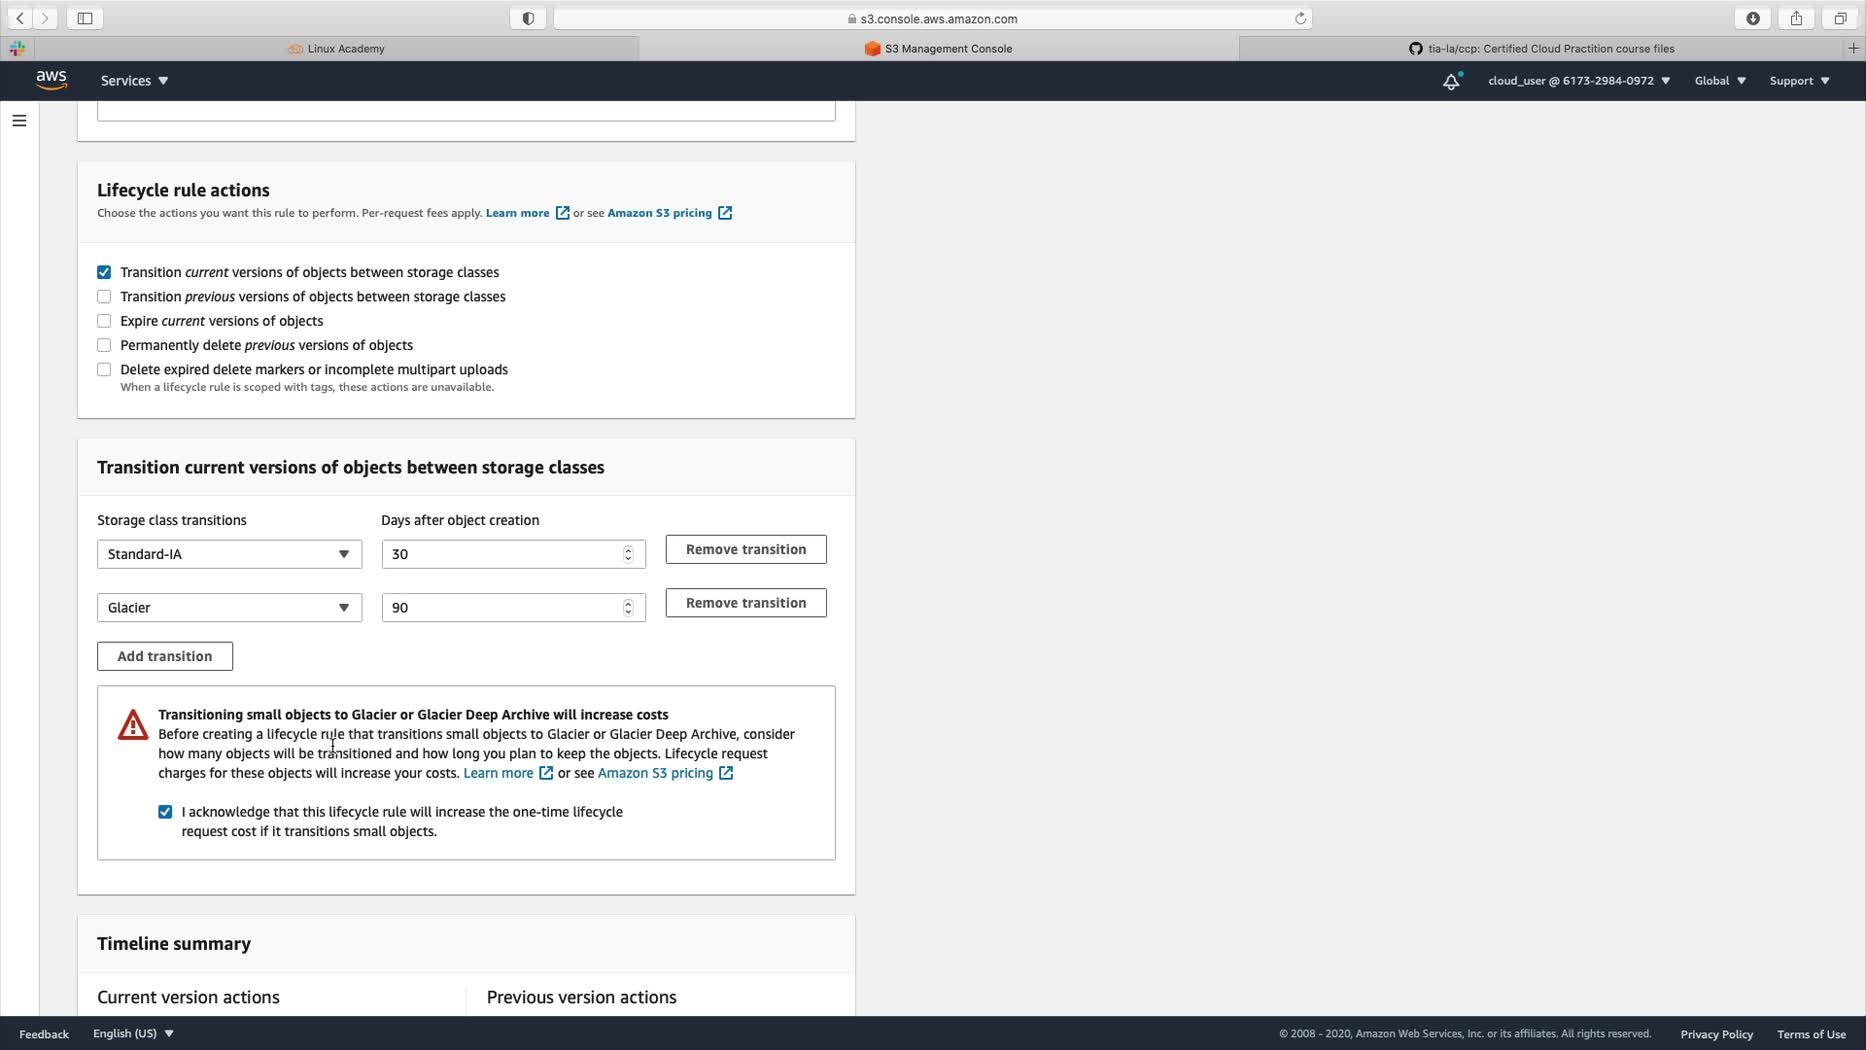 s3.console.aws.amazon.com
Linux Academy
S3 Management Console
tia-la/ccp: Certified Cloud Practition course files
aws
Services
cloud_user @ 6173-2984-0972
Global
Support
Lifecycle rule actions
Choose the actions you want this rule to perform. Per-request fees apply. Learn more or see Amazon S3 pricing
Transition current versions of objects between storage classes
Transition previous versions of objects between storage classes
Expire current versions of objects
Permanently delete previous versions of objects
Delete expired delete markers or incomplete multipart uploads
When a lifecycle rule is scoped with tags, these actions are unavailable.
Transition current versions of objects between storage classes
Storage class transitions
Days after object creation
Standard-IA
30
Remove transition
Glacier
90
Remove transition
Add transition
Transitioning small objects to Glacier or Glacier Deep Archive will increase costs
Before creating a lifecycle rule that transitions small objects to Glacier or Glacier Deep Archive, consider
how many objects will be transitioned and how long you plan to keep the objects. Lifecycle request
charges for these objects will increase your costs. Learn more or see Amazon S3 pricing
I acknowledge that this lifecycle rule will increase the one-time lifecycle
request cost if it transitions small objects.
Timeline summary
Current version actions
Previous version actions
Feedback
English (US)
© 2008 - 2020, Amazon Web Services, Inc. or its affiliates. All rights reserved.
Privacy Policy
Terms of Use